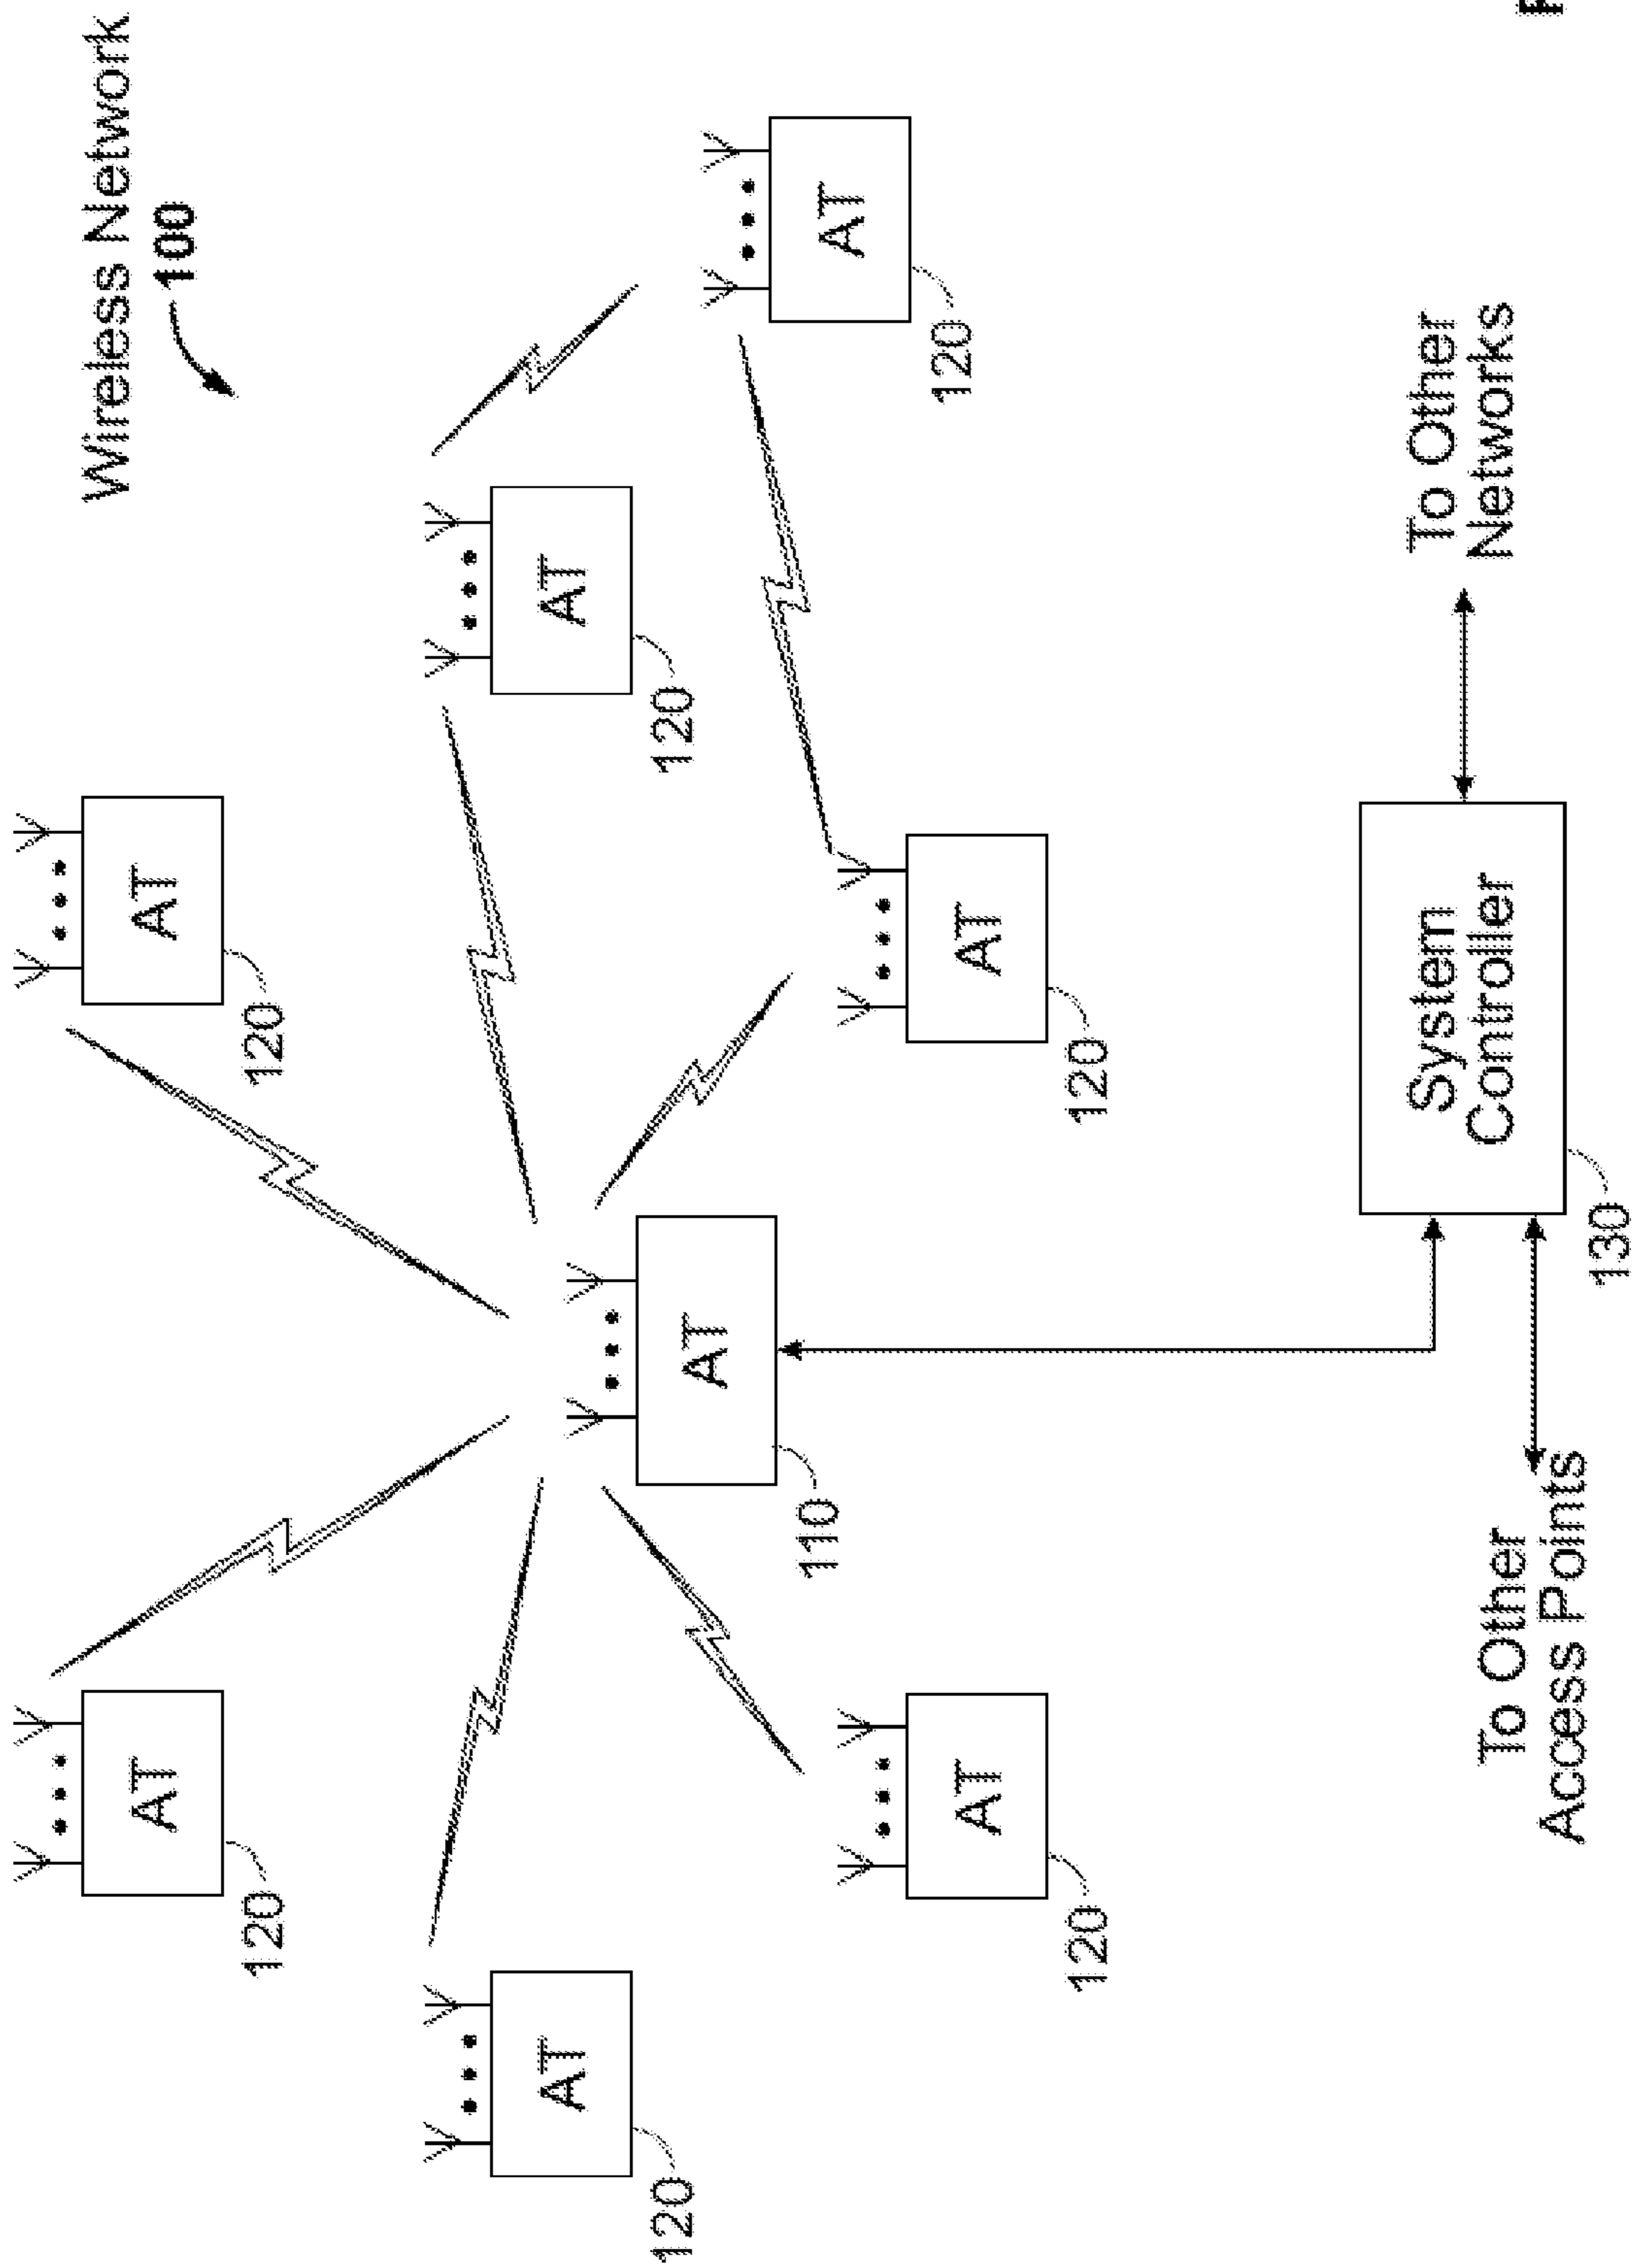 Wireless Network
100
AT
120
AT
120
AT
120
AT
120
AT
110
AT
120
AT
120
AT
120
System
Controller
130
To Other
Networks
To Other
Access Points